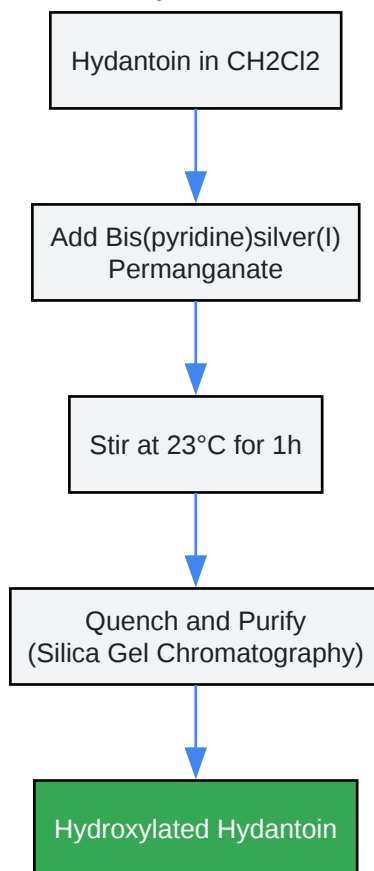 Hydantoin in CH2Cl2
Add Bis(pyridine)silver(I)
Permanganate
Stir at 23°C for 1h
Quench and Purify
(Silica Gel Chromatography)
Hydroxylated Hydantoin